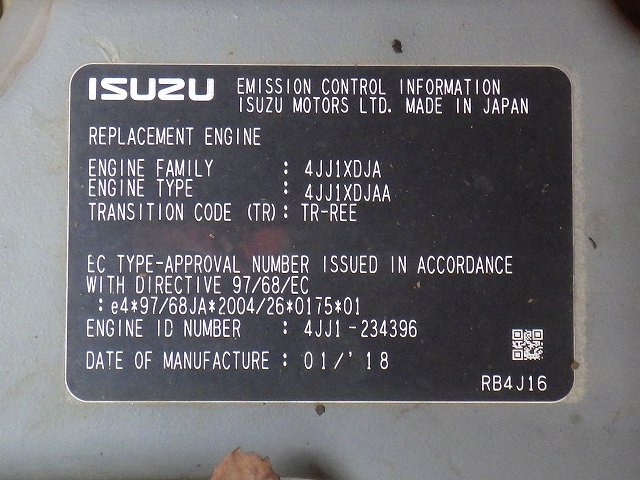 ISUZU EMISSION CONTROL INFORMATION
ISUZU MOTORS LTD. MADE IN JAPAN
REPLACEMENT ENGINE
ENGINE FAMILY : 4JJ1XDJA
ENGINE TYPE : 4JJ1XDJAA
TRANSITION CODE (TR) : TR-REE
EC TYPE-APPROVAL NUMBER ISSUED IN ACCORDANCE
WITH DIRECTIVE 97/68/EC
: e4*97/68JA*2004/26*0175*01
ENGINE ID NUMBER : 4JJ1-234396
DATE OF MANUFACTURE : 01/'18
RB4J16